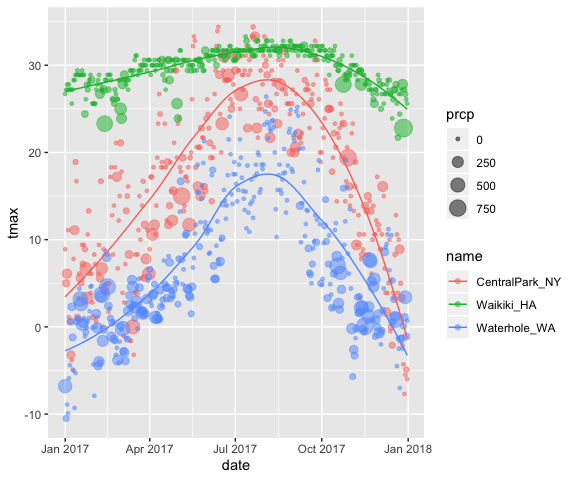 30
20
10
0
-10
tmax
Jan 2017
Apr 2017
Jul 2017
Oct 2017
Jan 2018
date
prcp
0
250
500
750
name
CentralPark_NY
Waikiki_HA
Waterhole_WA